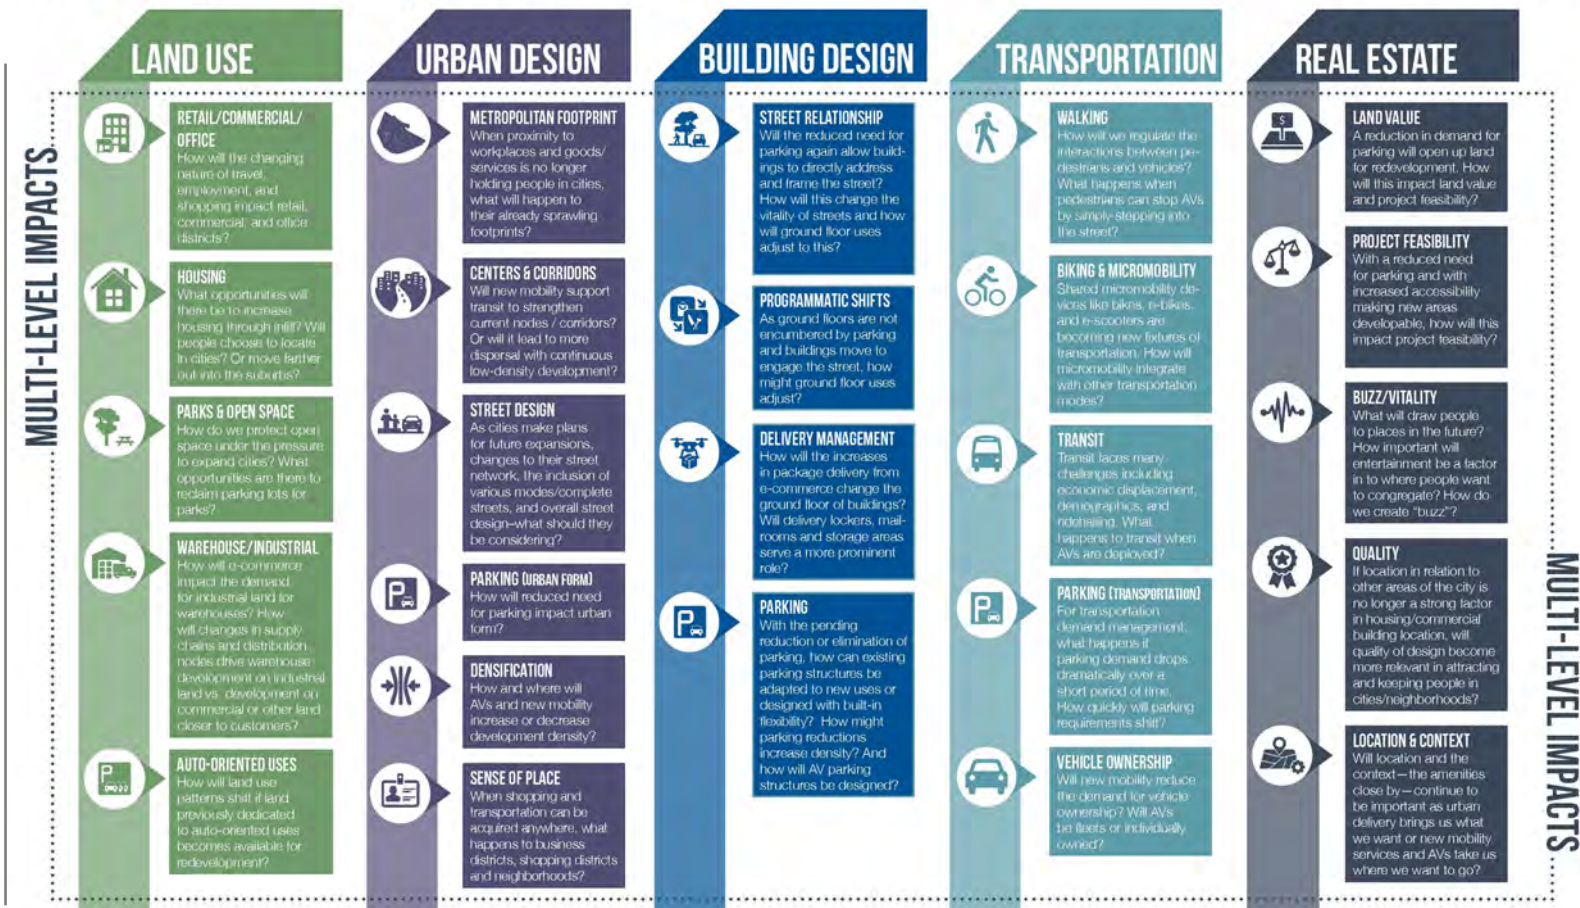 MULTI-LEVEL IMPACTS
LAND USE
RETAIL/COMMERCIAL/
OFFICE
How will the changing
nature of travel,
employment, and
shopping impact retail,
commercial, and office
districts?
HOUSING
What opportunities will
there be to increase
housing through infill? Will
people choose to locate
in cities? Or move farther
out into the suburbs?
PARKS & OPEN SPACE
How do we protect open
space under the pressure
to expand cities? What
opportunities are there to
reclaim parking lots for
parks?
WAREHOUSE/INDUSTRIAL
How will e-commerce
impact the demand
for industrial land for
warehouses? How
will changes in supply
chains and distribution
nodes drive warehouse
development on industrial
land vs. development on
commercial or other land
closer to customers?
P
AUTO-ORIENTED USES
How will land use
patterns shift if land
previously dedicated
to auto-oriented uses
becomes available for
redevelopment?
URBAN DESIGN
METROPOLITAN FOOTPRINT
When proximity to
workplaces and goods/
services is no longer
holding people in cities,
what will happen to
their already sprawling
footprints?
CENTERS & CORRIDORS
Will new mobility support
transit to strengthen
current nodes / corridors?
Or will it lead to more
dispersal with continuous
low-density development?
STREET DESIGN
As cities make plans
for future expansions,
changes to their street
network, the inclusion of
various modes/complete
streets, and overall street
design–what should they
be considering?
P
PARKING (URBAN FORM)
How will reduced need
for parking impact urban
form?
DENSIFICATION
How and where will
AVs and new mobility
increase or decrease
development density?
SENSE OF PLACE
When shopping and
transportation can be
acquired anywhere, what
happens to business
districts, shopping districts
and neighborhoods?
BUILDING DESIGN
STREET RELATIONSHIP
Will the reduced need for
parking again allow build-
ings to directly address
and frame the street?
How will this change the
vitality of streets and how
will ground floor uses
adjust to this?
PROGRAMMATIC SHIFTS
As ground floors are not
encumbered by parking
and buildings move to
engage the street, how
might ground floor uses
adjust?
DELIVERY MANAGEMENT
How will the increases
in package delivery from
e-commerce change the
ground floor of buildings?
Will delivery lockers, mail-
rooms and storage areas
serve a more prominent
role?
P
PARKING
With the pending
reduction or elimination of
parking, how can existing
parking structures be
adapted to new uses or
designed with built-in
flexibility? How might
parking reductions
increase density? And
how will AV parking
structures be designed?
TRANSPORTATION
WALKING
How will we regulate the
interactions between pe-
destrians and vehicles?
What happens when
pedestrians can stop AVs
by simply stepping into
the street?
BIKING & MICROMOBILITY
Shared micromobility de-
vices like bikes, e-bikes,
and e-scooters are
becoming new fixtures of
transportation. How will
micromobility integrate
with other transportation
modes?
TRANSIT
Transit faces many
challenges including
economic displacement,
demographics, and
ridehailing. What
happens to transit when
AVs are deployed?
P
PARKING (TRANSPORTATION)
For transportation
demand management,
what happens if
parking demand drops
dramatically over a
short period of time.
How quickly will parking
requirements shift?
VEHICLE OWNERSHIP
Will new mobility reduce
the demand for vehicle
ownership? Will AVs
be fleets or individually
owned?
REAL ESTATE
$
LAND VALUE
A reduction in demand for
parking will open up land
for redevelopment. How
will this impact land value
and project feasibility?
PROJECT FEASIBILITY
With a reduced need
for parking and with
increased accessibility
making new areas
developable, how will this
impact project feasibility?
BUZZ/VITALITY
What will draw people
to places in the future?
How important will
entertainment be a factor
in to where people want
to congregate? How do
we create “buzz”?
QUALITY
If location in relation to
other areas of the city is
no longer a strong factor
in housing/commercial
building location, will
quality of design become
more relevant in attracting
and keeping people in
cities/neighborhoods?
LOCATION & CONTEXT
Will location and the
context—the amenities
close by—continue to
be important as urban
delivery brings us what
we want or new mobility
services and AVs take us
where we want to go?
MULTI-LEVEL IMPACTS